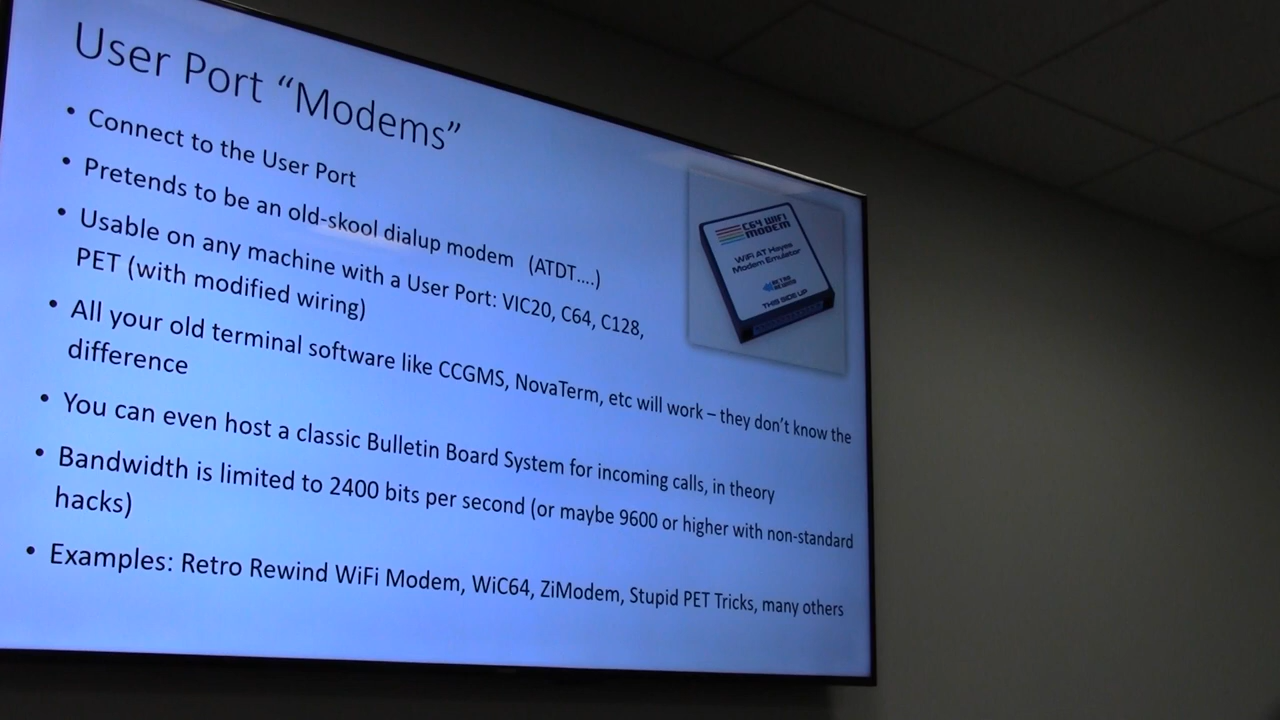 User Port “Modems”
• Connect to the User Port
• Pretends to be an old-skool dialup modem (ATDT....)
• Usable on any machine with a User Port: VIC20, C64, C128,
PET (with modified wiring)
• All your old terminal software like CCGMS, NovaTerm, etc will work – they don’t know the
difference
• You can even host a classic Bulletin Board System for incoming calls, in theory
• Bandwidth is limited to 2400 bits per second (or maybe 9600 or higher with non-standard
hacks)
• Examples: Retro Rewind WiFi Modem, WiC64, ZiModem, Stupid PET Tricks, many others
C64 WIFI
MODEM
WiFi AT Hayes
Modem Emulator
RETRO
REWIND
THIS SIDE UP